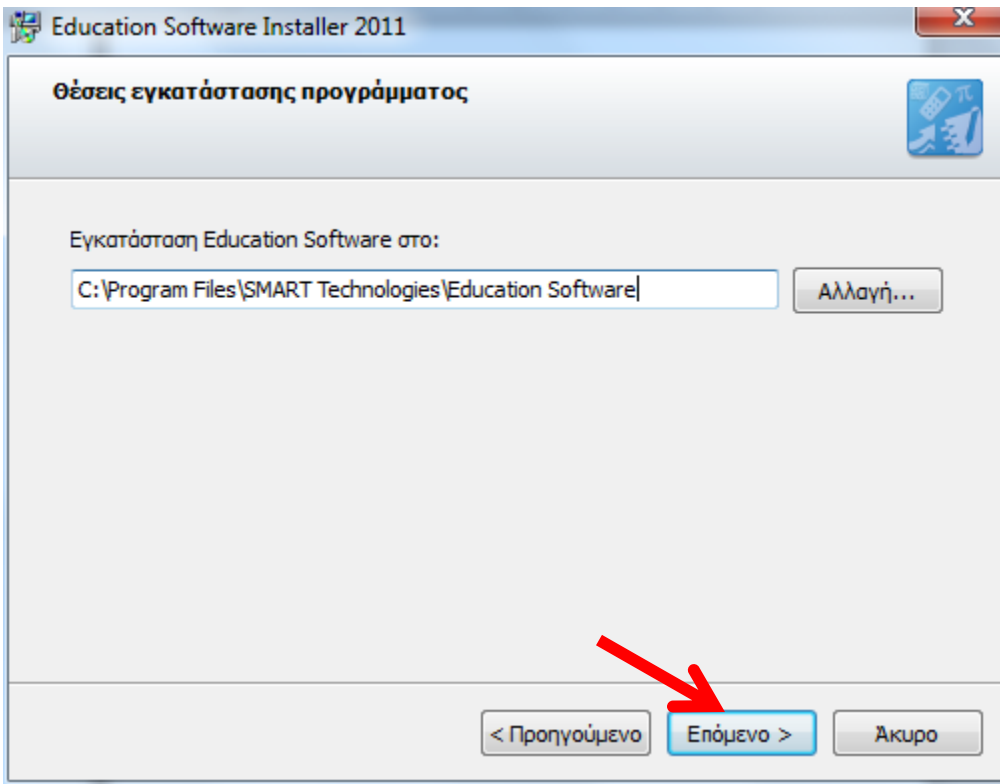 Education Software Installer 2011
Θέσεις εγκατάστασης προγράμματος
Εγκατάσταση Education Software στο:
C:\Program Files\SMART Technologies\Education Software
Αλλαγή...
< Προηγούμενο
Επόμενο >
Άκυρο